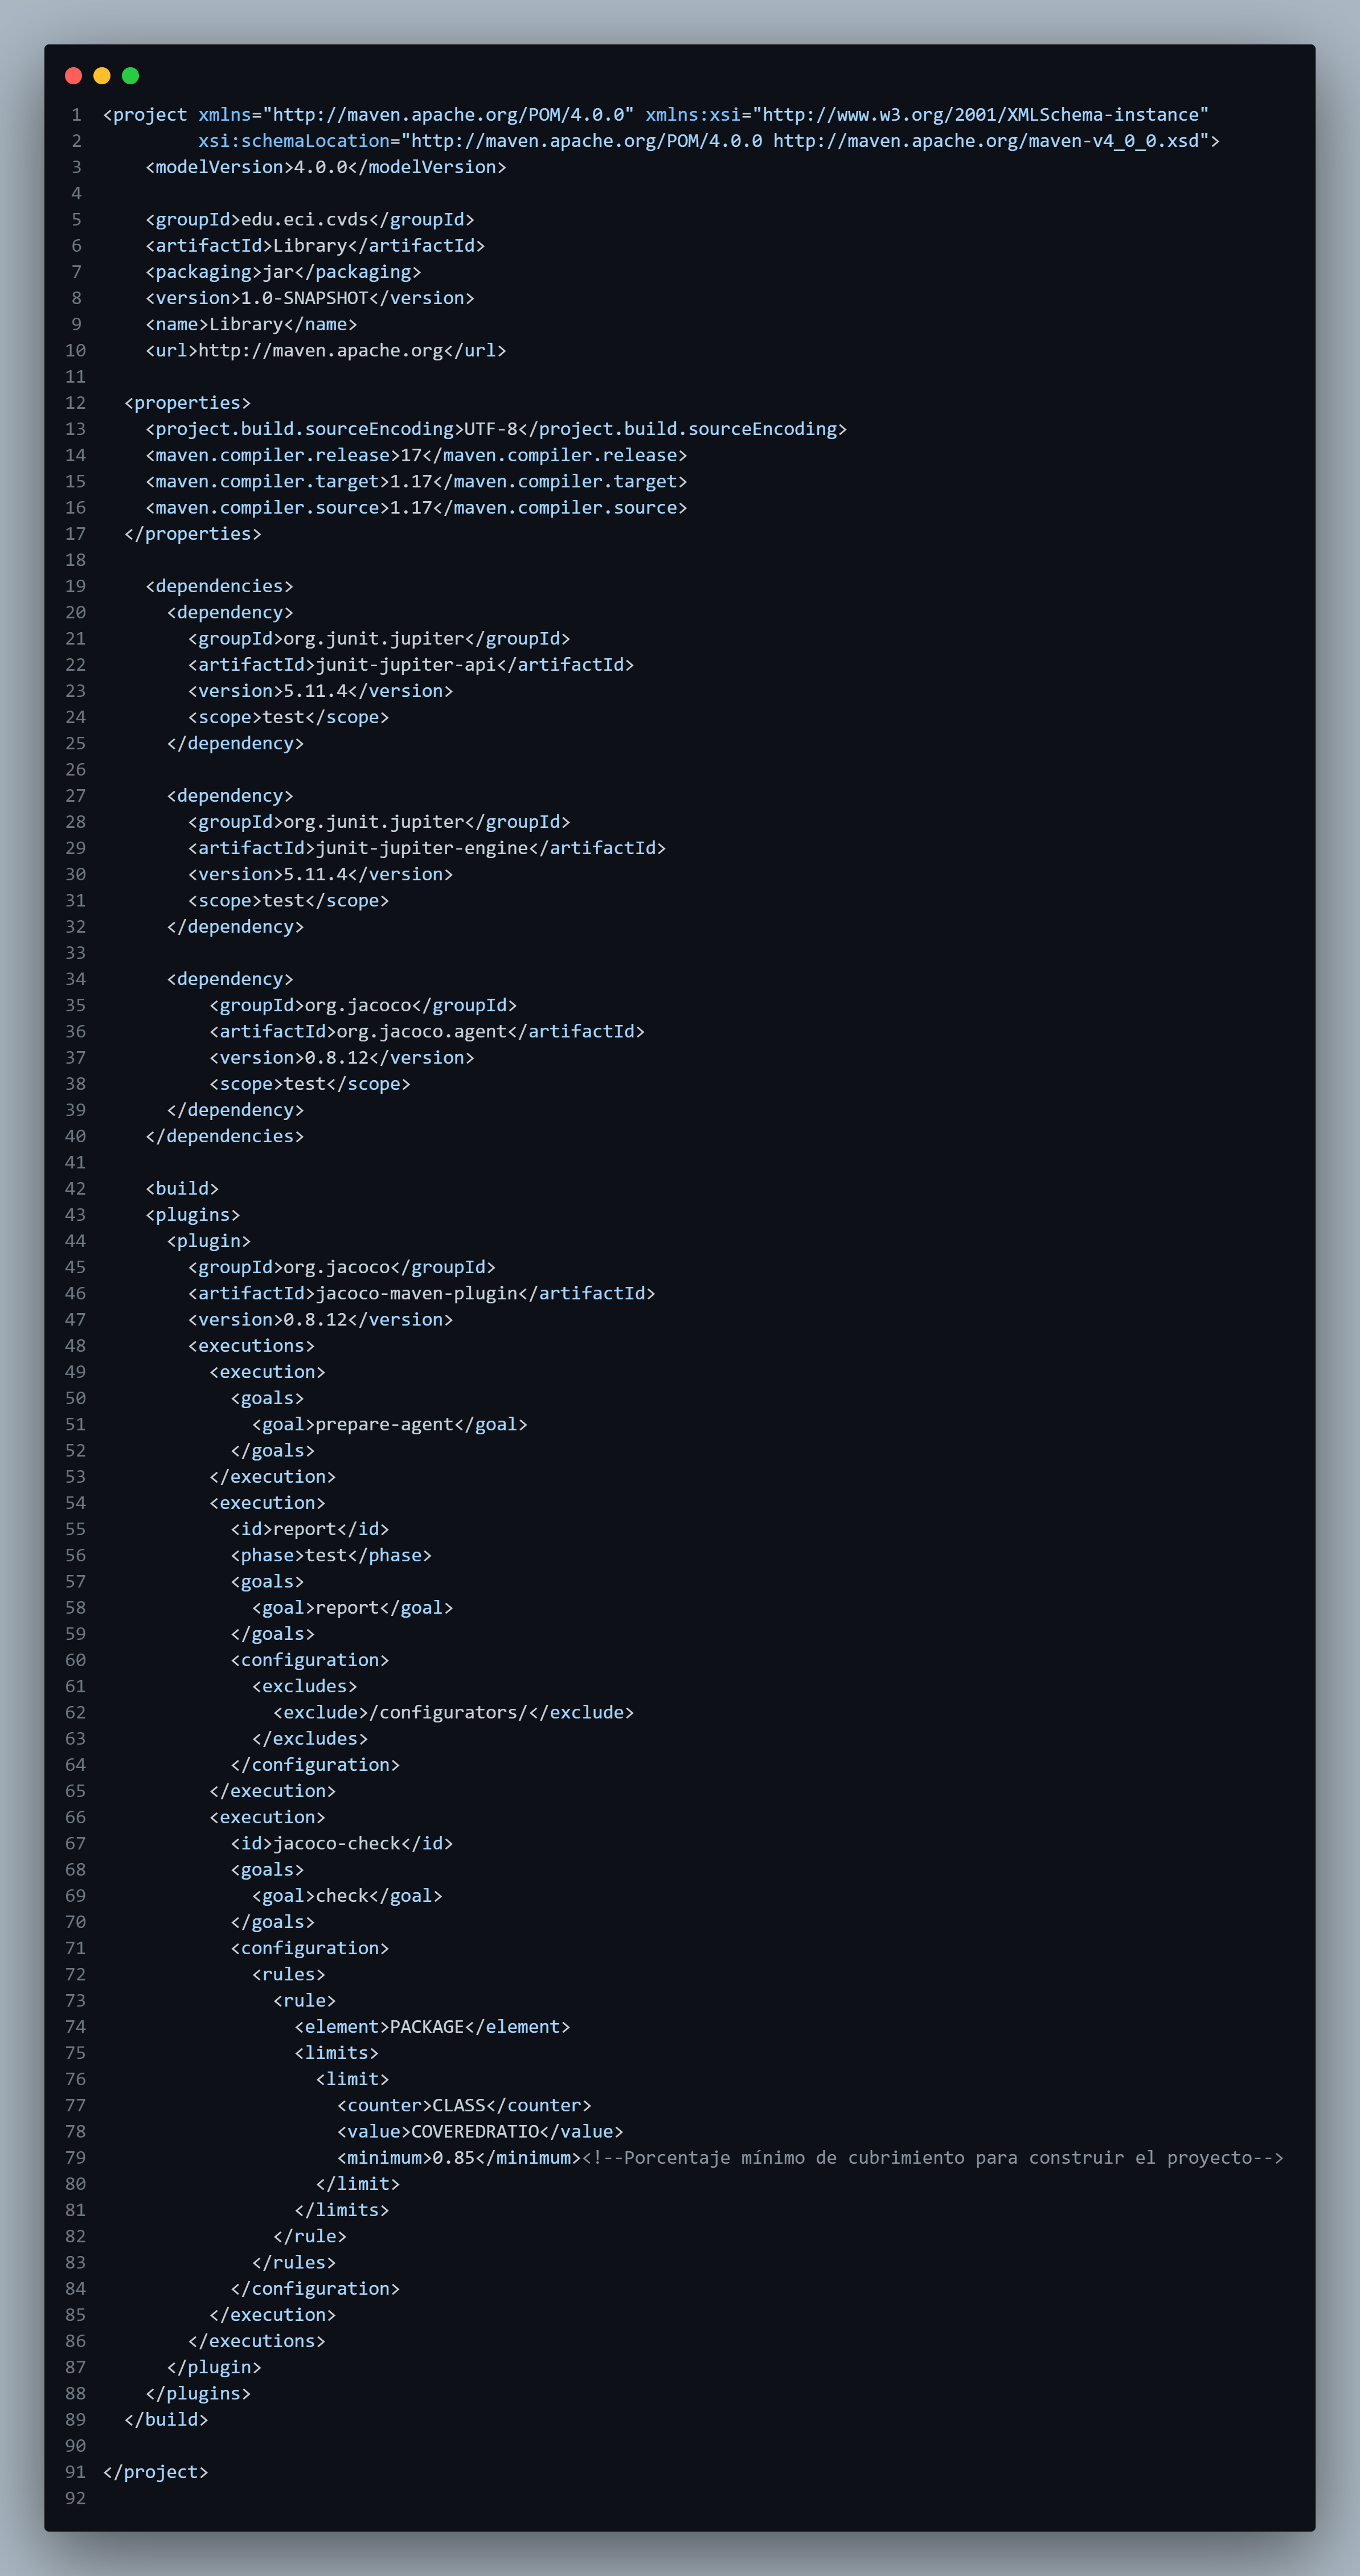 1 <project xmlns="http://maven.apache.org/POM/4.0.0" xmlns:xsi="http://www.w3.org/2001/XMLSchema-instance"
2 xsi:schemaLocation="http://maven.apache.org/POM/4.0.0 http://maven.apache.org/maven-v4_0_0.xsd">
3 <modelVersion>4.0.0</modelVersion>
4
5 <groupId>edu.eci.cvds</groupId>
6 <artifactId>Library</artifactId>
7 <packaging>jar</packaging>
8 <version>1.0-SNAPSHOT</version>
9 <name>Library</name>
10 <url>http://maven.apache.org</url>
11
12 <properties>
13 <project.build.sourceEncoding>UTF-8</project.build.sourceEncoding>
14 <maven.compiler.release>17</maven.compiler.release>
15 <maven.compiler.target>1.17</maven.compiler.target>
16 <maven.compiler.source>1.17</maven.compiler.source>
17 </properties>
18
19 <dependencies>
20 <dependency>
21 <groupId>org.junit.jupiter</groupId>
22 <artifactId>junit-jupiter-api</artifactId>
23 <version>5.11.4</version>
24 <scope>test</scope>
25 </dependency>
26
27 <dependency>
28 <groupId>org.junit.jupiter</groupId>
29 <artifactId>junit-jupiter-engine</artifactId>
30 <version>5.11.4</version>
31 <scope>test</scope>
32 </dependency>
33
34 <dependency>
35 <groupId>org.jacoco</groupId>
36 <artifactId>org.jacoco.agent</artifactId>
37 <version>0.8.12</version>
38 <scope>test</scope>
39 </dependency>
40 </dependencies>
41
42 <build>
43 <plugins>
44 <plugin>
45 <groupId>org.jacoco</groupId>
46 <artifactId>jacoco-maven-plugin</artifactId>
47 <version>0.8.12</version>
48 <executions>
49 <execution>
50 <goals>
51 <goal>prepare-agent</goal>
52 </goals>
53 </execution>
54 <execution>
55 <id>report</id>
56 <phase>test</phase>
57 <goals>
58 <goal>report</goal>
59 </goals>
60 <configuration>
61 <excludes>
62 <exclude>/configurators/</exclude>
63 </excludes>
64 </configuration>
65 </execution>
66 <execution>
67 <id>jacoco-check</id>
68 <goals>
69 <goal>check</goal>
70 </goals>
71 <configuration>
72 <rules>
73 <rule>
74 <element>PACKAGE</element>
75 <limits>
76 <limit>
77 <counter>CLASS</counter>
78 <value>COVEREDRATIO</value>
79 <minimum>0.85</minimum><!--Porcentaje mínimo de cubrimiento para construir el proyecto-->
80 </limit>
81 </limits>
82 </rule>
83 </rules>
84 </configuration>
85 </execution>
86 </executions>
87 </plugin>
88 </plugins>
89 </build>
90
91 </project>
92